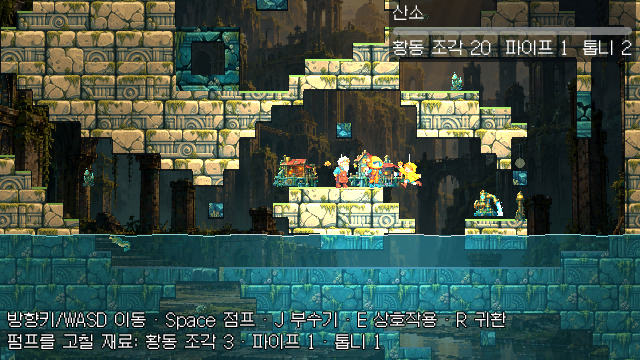 산소
황동 조각 20 파이프 1 톱니 2
방향키/WASD 이동 · Space 점프 · J 부수기 · E 상호작용 · R 귀환
펌프를 고칠 재료: 황동 조각 3 · 파이프 1 · 톱니 1